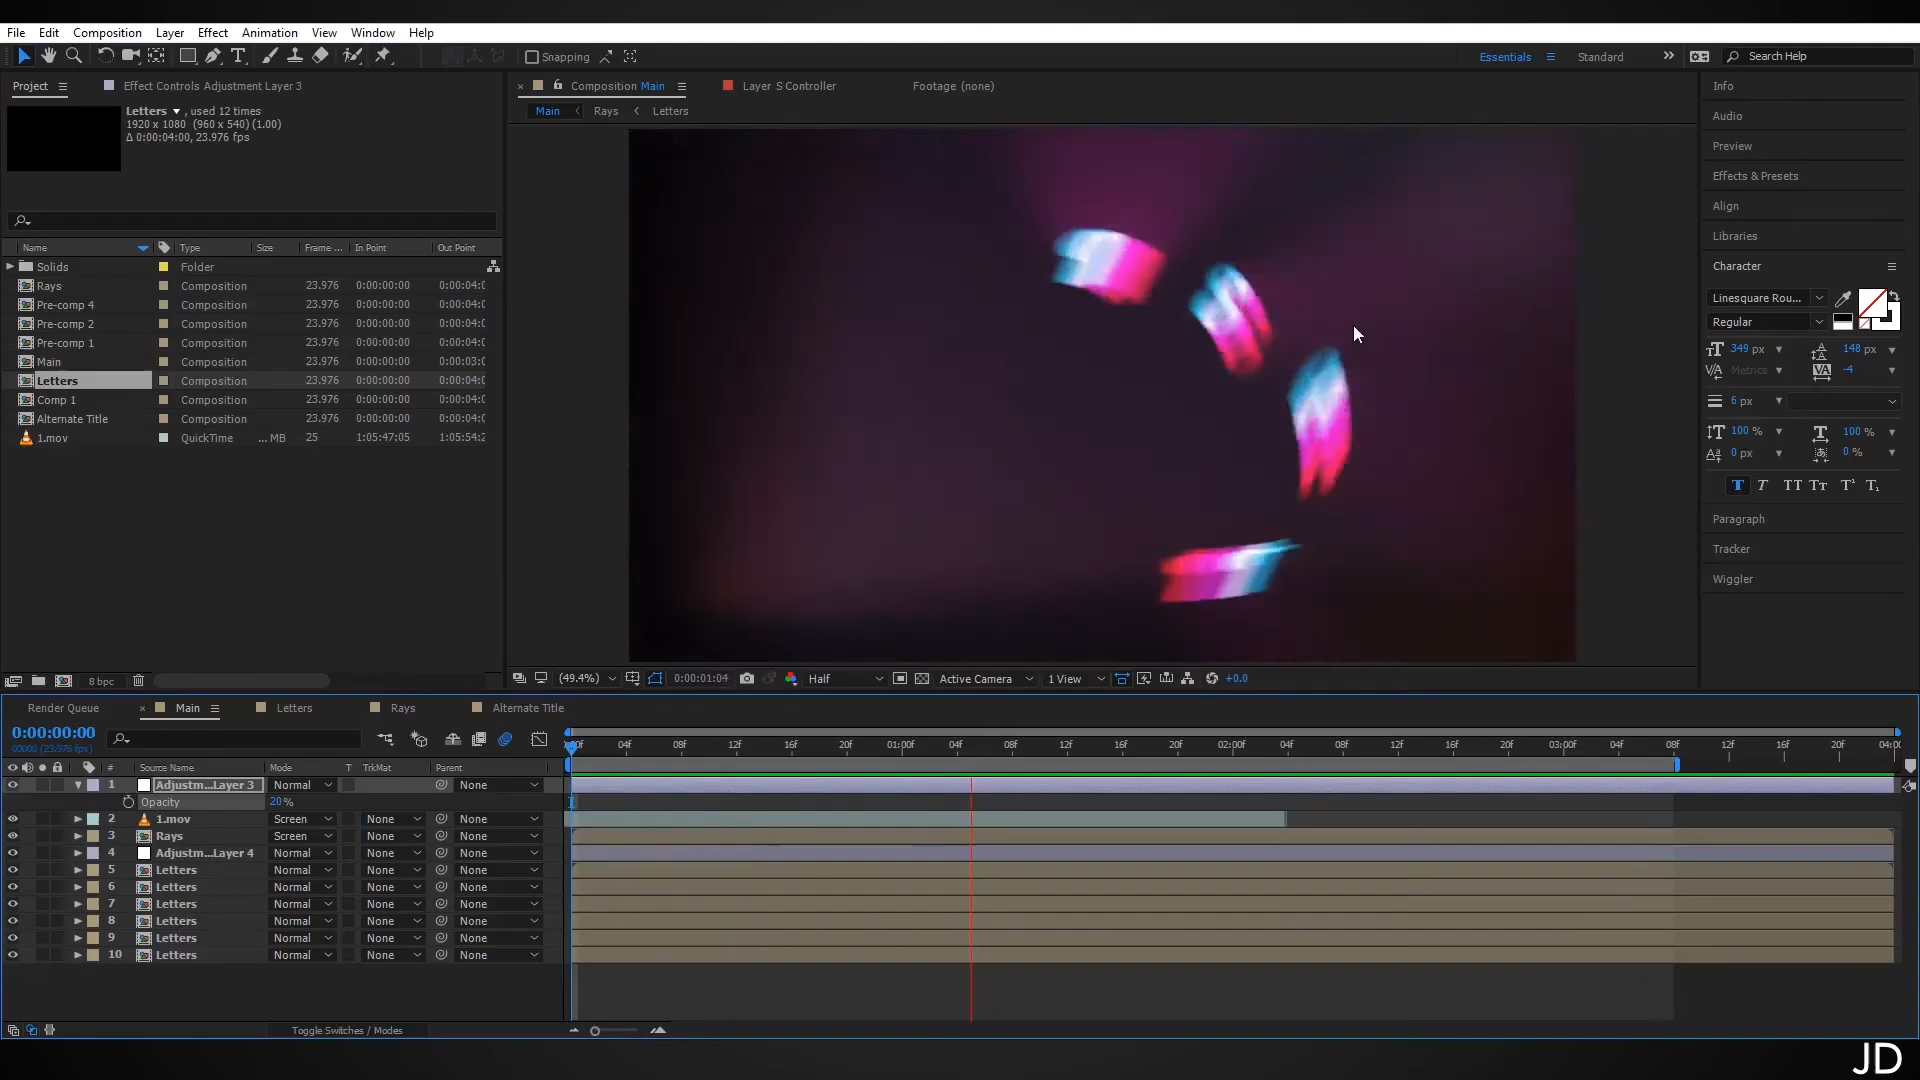 File Edit Composition Layer Effect Animation View Window Help
Snapping Essentials Standard Search Help
Project Effect Controls Adjustment Layer 3
Letters , used 12 times
1920 x 1080 (960 x 540) (1.00)
Δ 0:00:04:00, 23.976 fps
Name Type Size Frame ... In Point Out Point
Solids Folder
Rays Composition 23.976 0:00:00:00 0:00:04:0
Pre-comp 4 Composition 23.976 0:00:00:00 0:00:04:0
Pre-comp 2 Composition 23.976 0:00:00:00 0:00:04:0
Pre-comp 1 Composition 23.976 0:00:00:00 0:00:04:0
Main Composition 23.976 0:00:00:00 0:00:03:0
Letters Composition 23.976 0:00:00:00 0:00:04:0
Comp 1 Composition 23.976 0:00:00:00 0:00:04:0
Alternate Title Composition 23.976 0:00:00:00 0:00:04:0
1.mov QuickTime ... MB 25 1:05:47:05 1:05:54:2
8 bpc
Composition Main Layer S Controller Footage (none)
Main Rays Letters
(49.4%) 0:00:01:04 Half Active Camera 1 View +0.0
Info
Audio
Preview
Effects & Presets
Align
Libraries
Character
Linesquare Rou...
Regular
349 px 148 px
Metrics -4
6 px
100 % 100 %
0 px 0 %
T T TT Tt T¹ T₁
Paragraph
Tracker
Wiggler
Render Queue Main Letters Rays Alternate Title
0:00:00:00
00000 (23.976 fps)
04f 08f 12f 16f 20f 01:00f 04f 08f 12f 16f 20f 02:00f 04f 08f 12f 16f 20f 03:00f 04f 08f 12f 16f 20f 04:0
# Source Name Mode T TrkMat Parent
1 Adjustm...Layer 3 Normal None
Opacity 20%
2 1.mov Screen None None
3 Rays Screen None None
4 Adjustm...Layer 4 Normal None None
5 Letters Normal None None
6 Letters Normal None None
7 Letters Normal None None
8 Letters Normal None None
9 Letters Normal None None
10 Letters Normal None None
Toggle Switches / Modes
JD